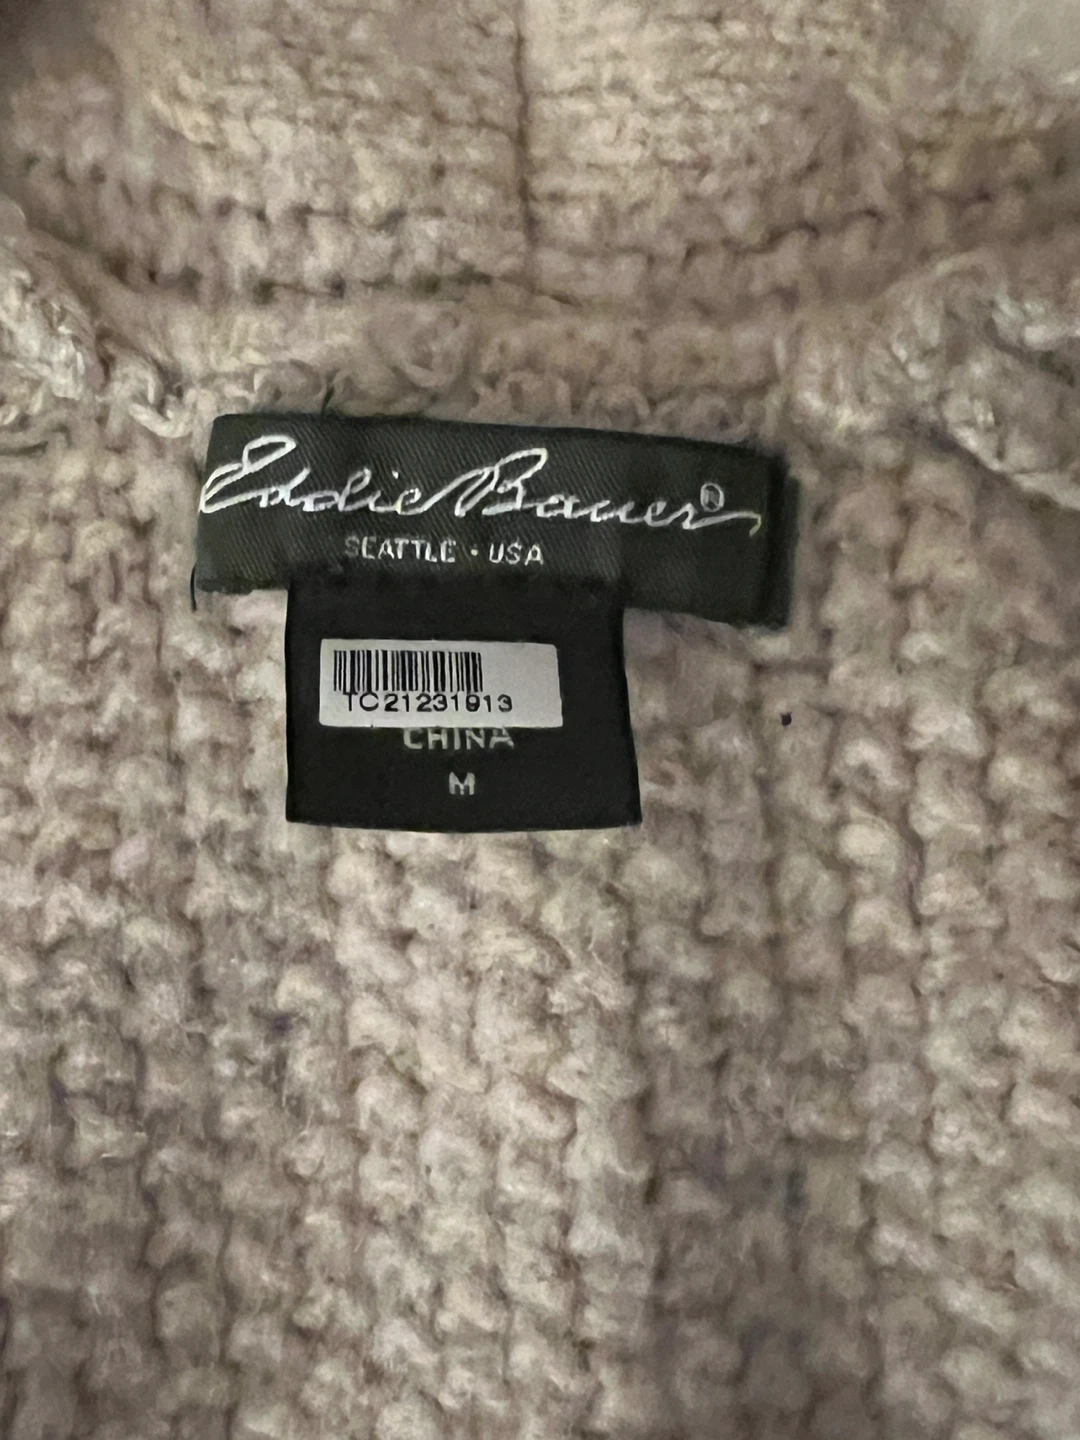 Eddie Bauer®
SEATTLE • USA
TC21231913
CHINA
M